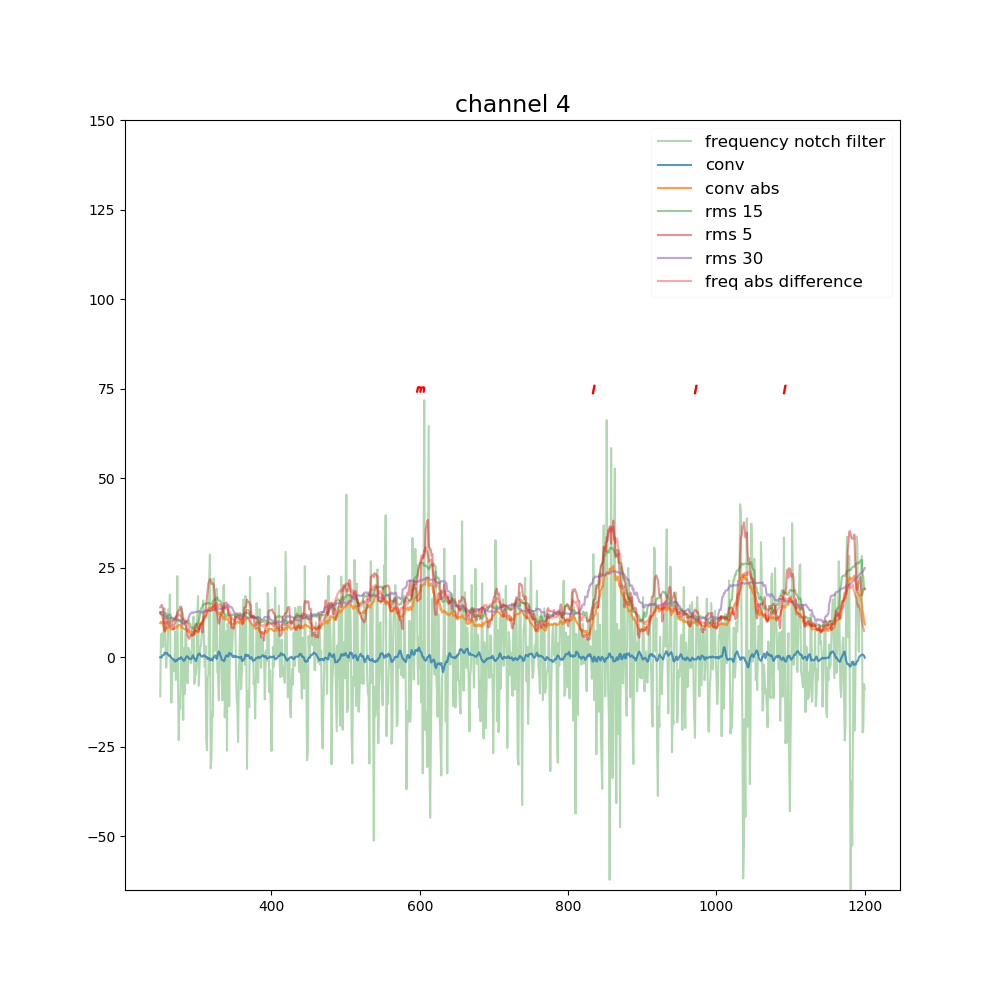 channel 4
150
125
100
75
50
25
0
−25
−50
400
600
800
1000
1200
frequency notch filter
conv
conv abs
rms 15
rms 5
rms 30
freq abs difference
m
l
l
l